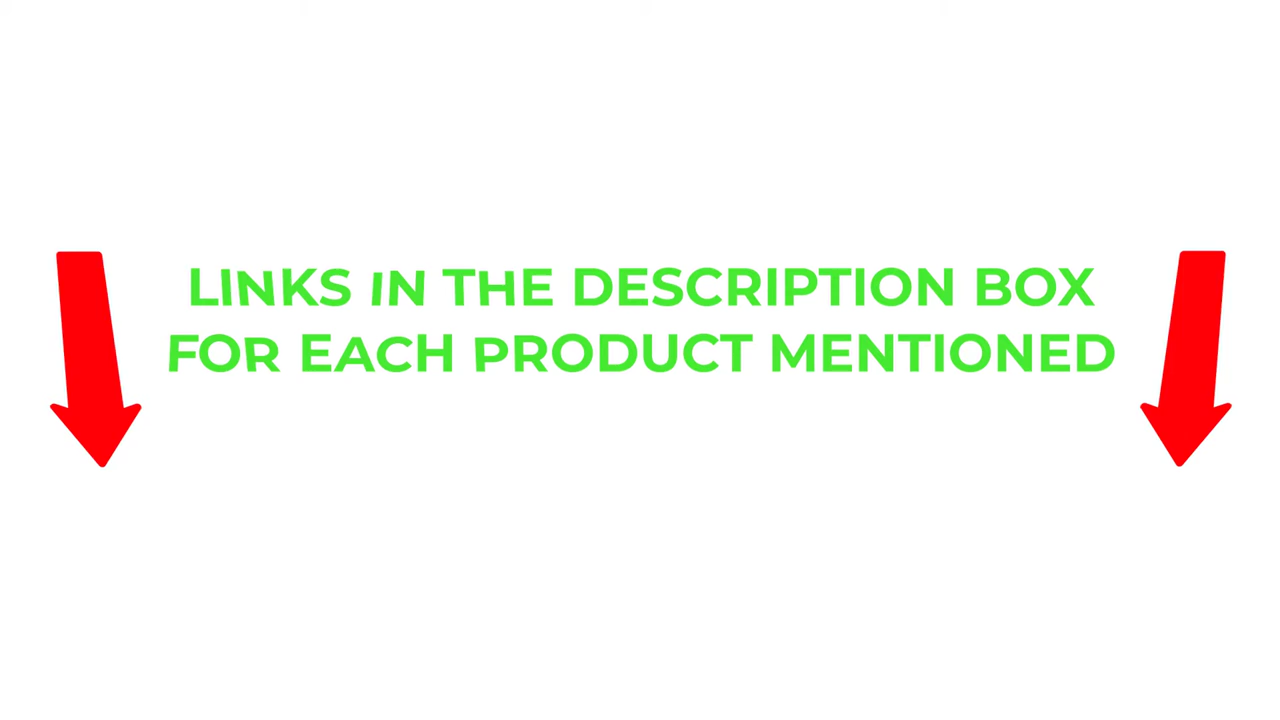 LINKS IN THE DESCRIPTION BOX
FOR EACH PRODUCT MENTIONED